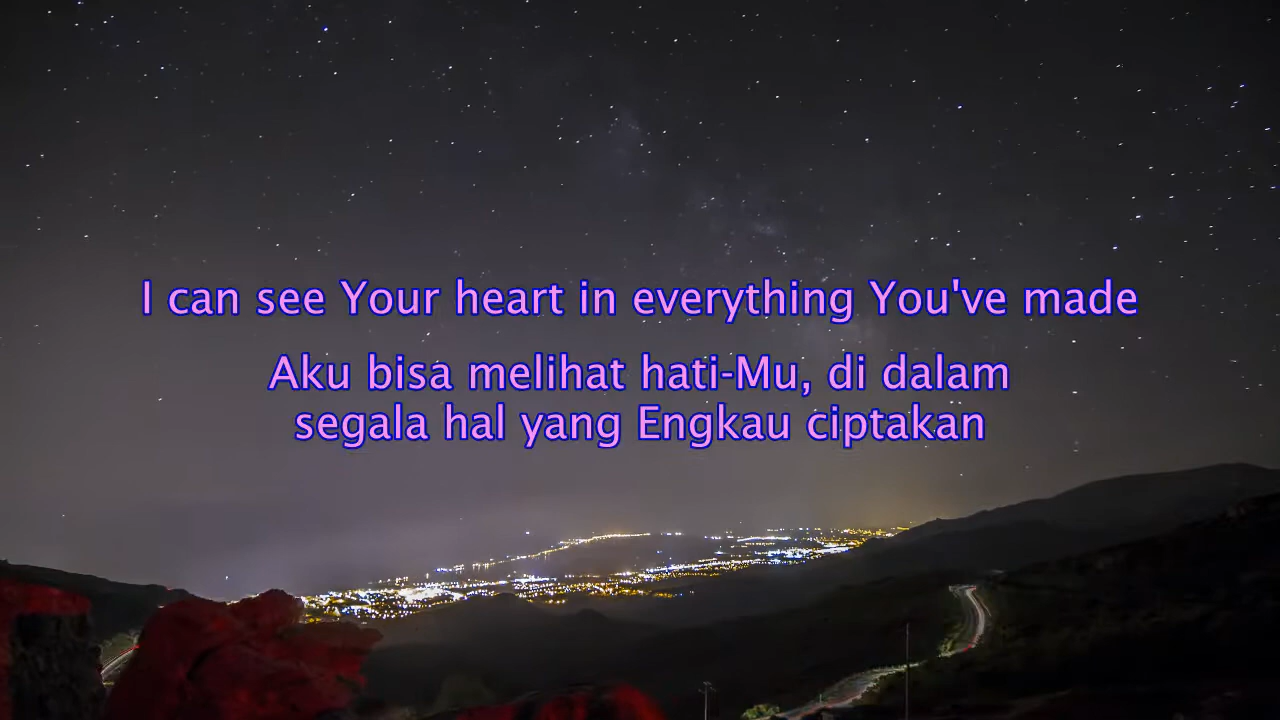 I can see Your heart in everything You've made
Aku bisa melihat hati-Mu, di dalam
segala hal yang Engkau ciptakan